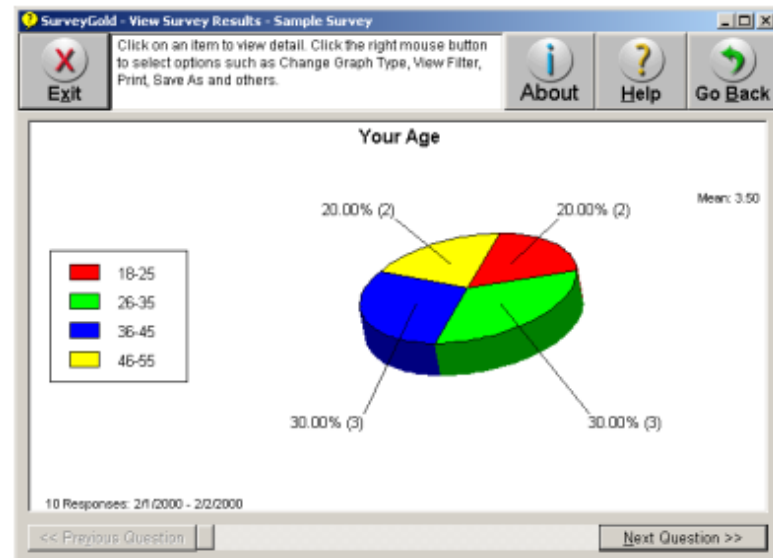 SurveyGold - View Survey Results - Sample Survey
Exit
Click on an item to view detail. Click the right mouse button
to select options such as Change Graph Type, View Filter,
Print, Save As and others.
About
Help
Go Back
Your Age
Mean: 3.50
20.00% (2)
20.00% (2)
18-25
26-35
36-45
46-55
30.00% (3)
30.00% (3)
10 Responses: 2/1/2000 - 2/2/2000
<< Previous Question
Next Question >>